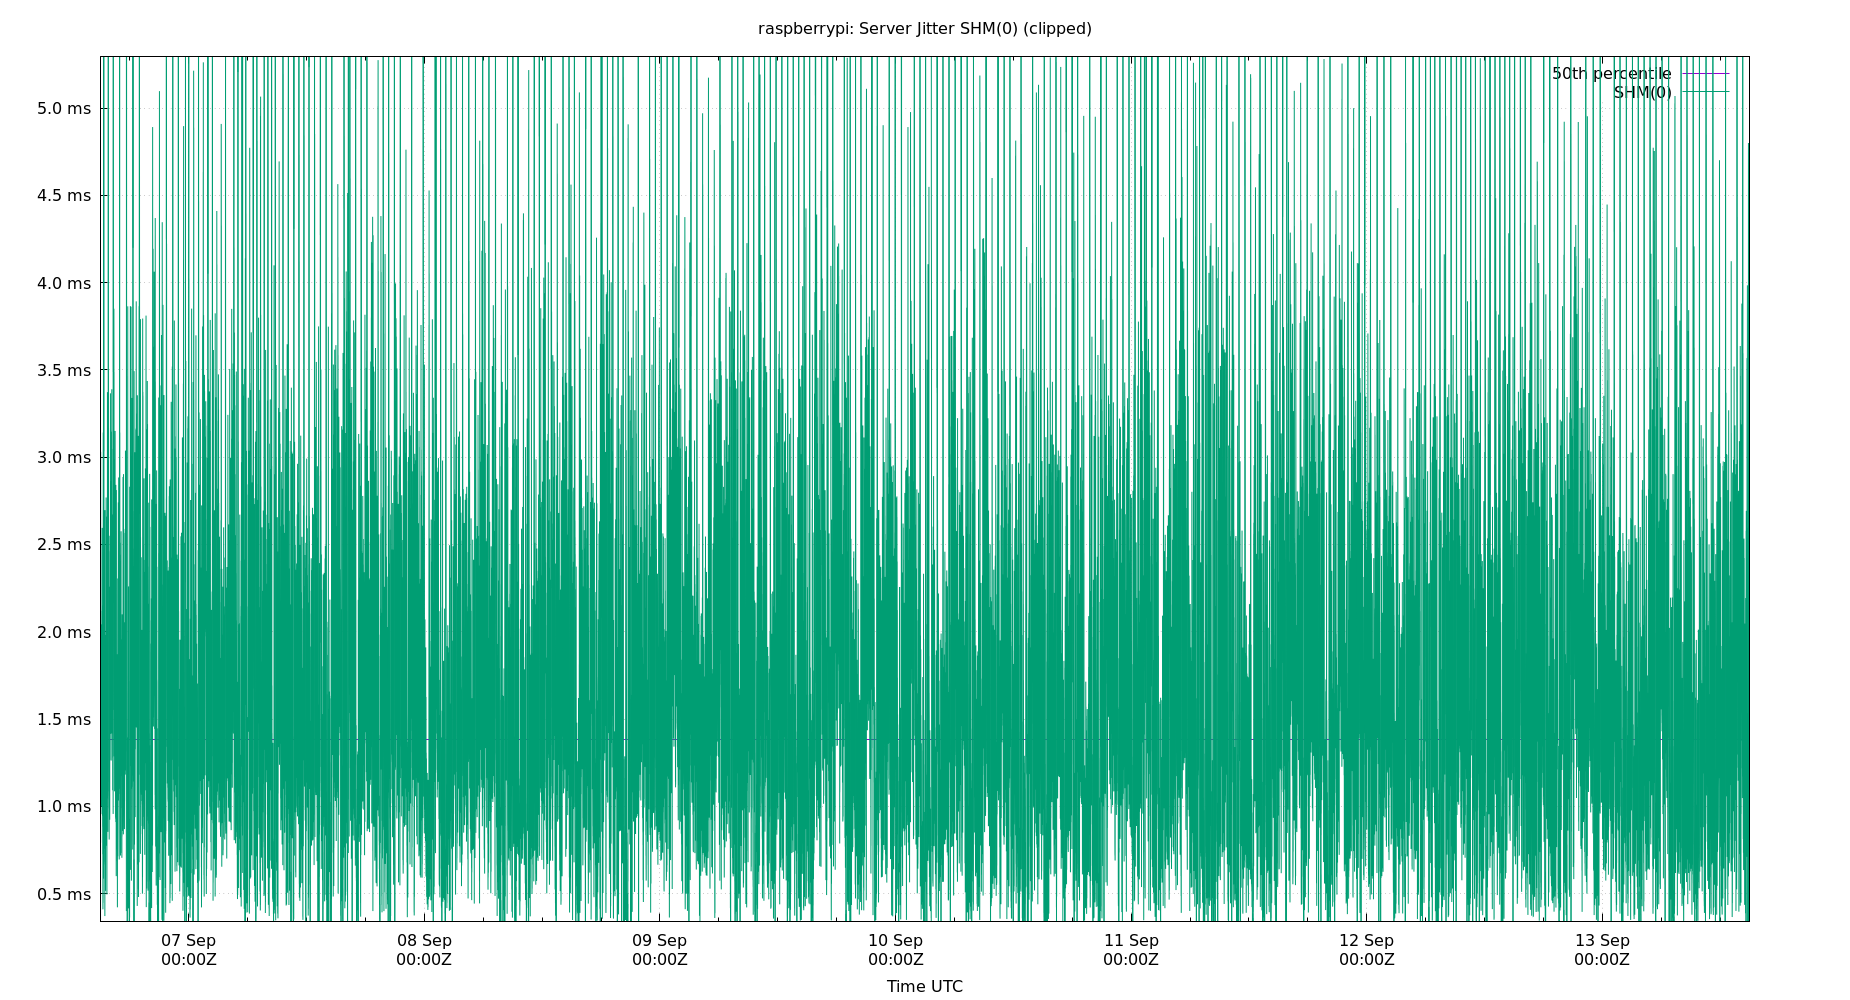 raspberrypi: Server Jitter SHM(0) (clipped)
50th percentile
SHM(0)
5.0 ms
4.5 ms
4.0 ms
3.5 ms
3.0 ms
2.5 ms
2.0 ms
1.5 ms
1.0 ms
0.5 ms
07 Sep 08 Sep 09 Sep 10 Sep 11 Sep 12 Sep 13 Sep
00:00Z 00:00Z 00:00Z 00:00Z 00:00Z 00:00Z 00:00Z
Time UTC